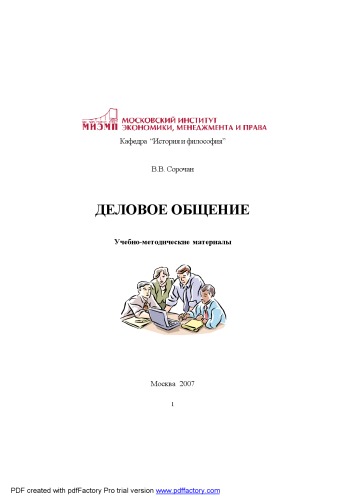 МИЭМП МОСКОВСКИЙ ИНСТИТУТ
ЭКОНОМИКИ, МЕНЕДЖМЕНТА И ПРАВА
Кафедра "История и философия"
В.В. Сорочан
ДЕЛОВОЕ ОБЩЕНИЕ
Учебно-методические материалы
Москва 2007
1
PDF created with pdfFactory Pro trial version www.pdffactory.com